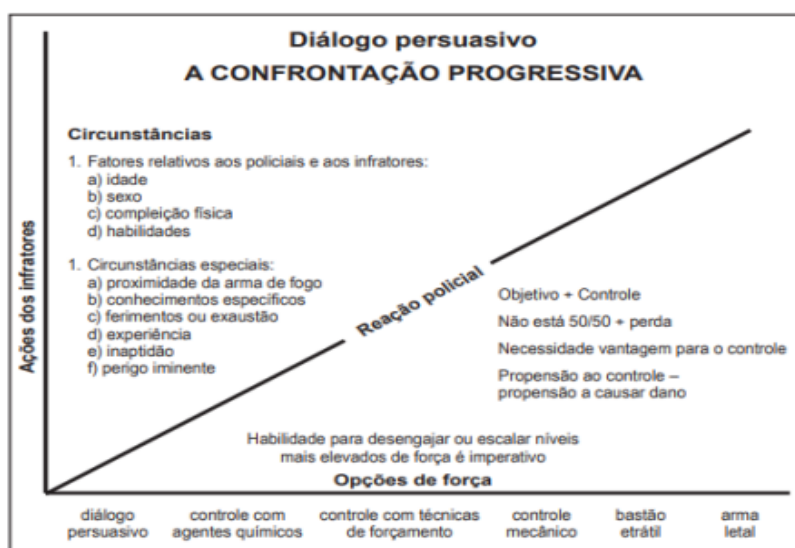 Diálogo persuasivo
A CONFRONTAÇÃO PROGRESSIVA
Circunstâncias
1. Fatores relativos aos policiais e aos infratores:
a) idade
b) sexo
c) compleição física
d) habilidades
1. Circunstâncias especiais:
a) proximidade da arma de fogo
b) conhecimentos específicos
c) ferimentos ou exaustão
d) experiência
e) inaptidão
f) perigo iminente
Ações dos infratores
Reação policial
Objetivo + Controle
Não está 50/50 + perda
Necessidade vantagem para o controle
Propensão ao controle –
propensão a causar dano
Habilidade para desengajar ou escalar níveis
mais elevados de força é imperativo
Opções de força
diálogo
persuasivo
controle com
agentes químicos
controle com técnicas
de forçamento
controle
mecânico
bastão
etrátil
arma
letal